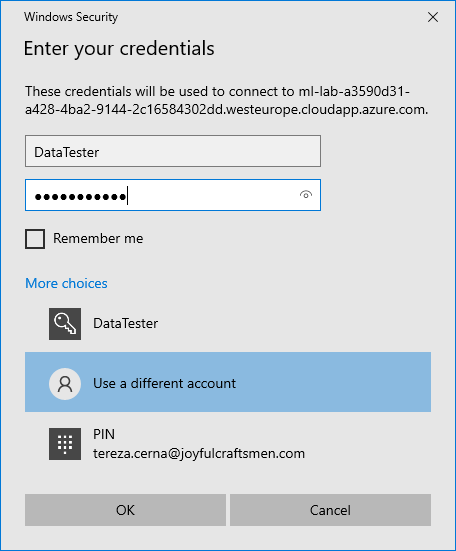 Windows Security
Enter your credentials
These credentials will be used to connect to ml-lab-a3590d31-
a428-4ba2-9144-2c16584302dd.westeurope.cloudapp.azure.com.
DataTester
●●●●●●●●●●●
Remember me
More choices
DataTester
Use a different account
PIN
tereza.cerna@joyfulcraftsmen.com
OK
Cancel